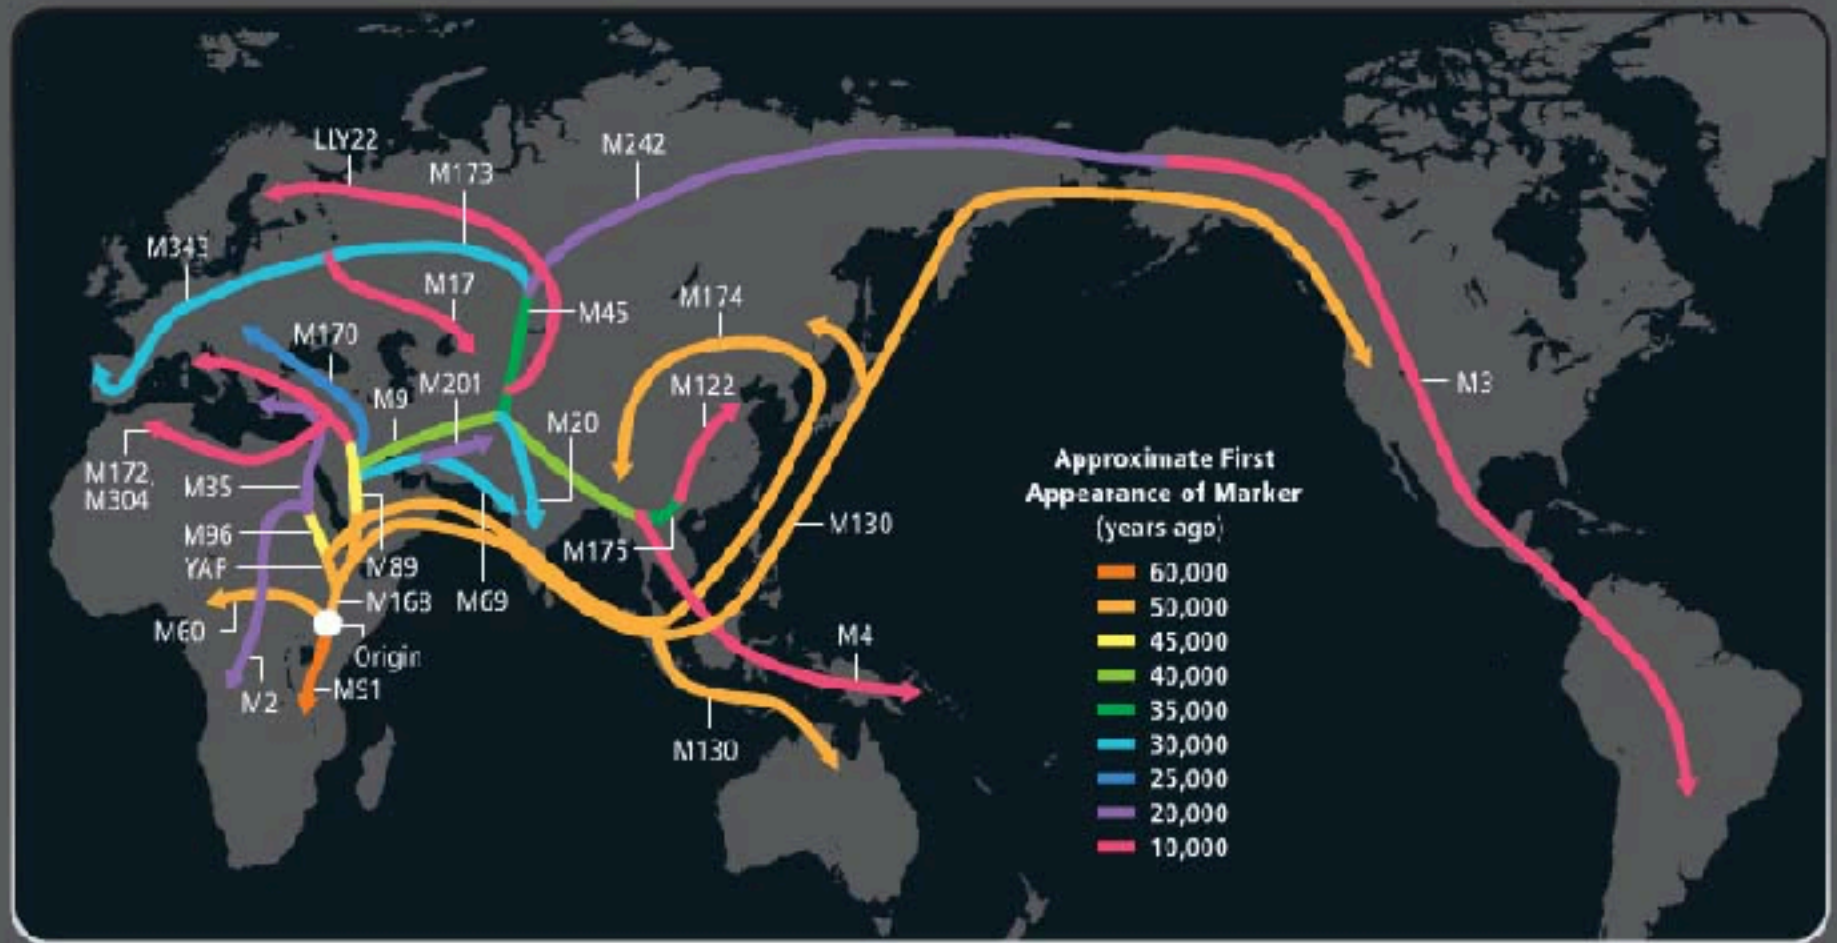 LLY22
M242
M173
M343
M17
M174
M45
M170
M201
M122
M9
M3
M20
M172,
M304
M35
M96
YAP
M89
M168
M69
M175
M130
M60
Origin
M4
M2
M91
M130
Approximate First
Appearance of Marker
(years ago)
60,000
50,000
45,000
40,000
35,000
30,000
25,000
20,000
10,000